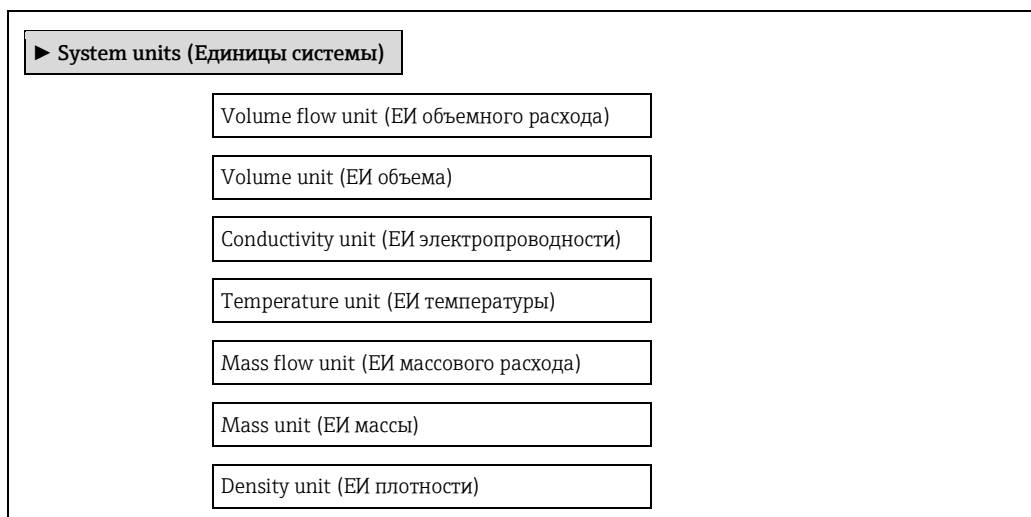 ► System units (Единицы системы)
Volume flow unit (ЕИ объемного расхода)
Volume unit (ЕИ объема)
Conductivity unit (ЕИ электропроводности)
Temperature unit (ЕИ температуры)
Mass flow unit (ЕИ массового расхода)
Mass unit (ЕИ массы)
Density unit (ЕИ плотности)